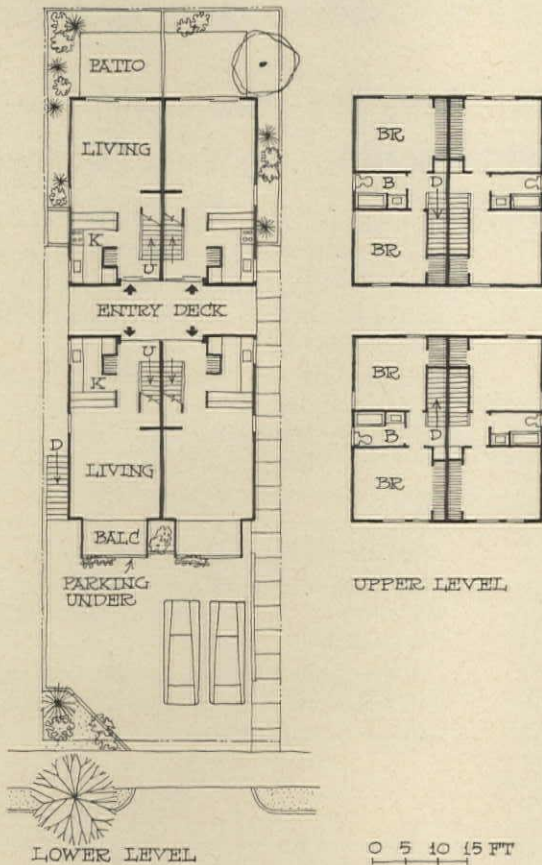 PATIO
LIVING
K
U
ENTRY DECK
U
K
D
LIVING
BALC
PARKING
UNDER
LOWER LEVEL
BR
B D
BR
BR
B D
BR
UPPER LEVEL
0 5 10 15 FT